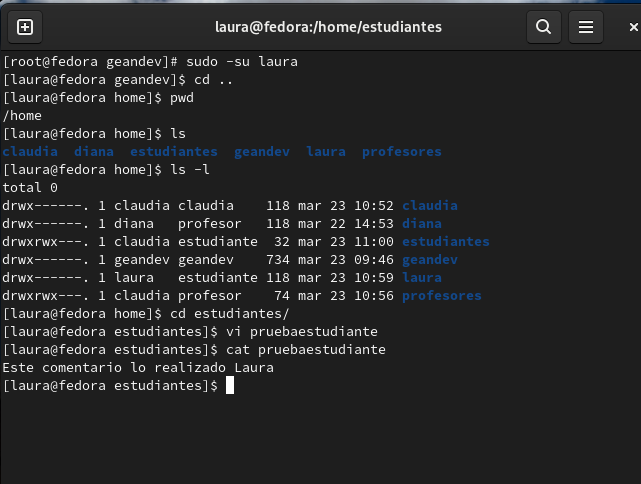 laura@fedora:/home/estudiantes
[root@fedora geandev]# sudo -su laura
[laura@fedora geandev]$ cd ..
[laura@fedora home]$ pwd
/home
[laura@fedora home]$ ls
claudia  diana  estudiantes  geandev  laura  profesores
[laura@fedora home]$ ls -l
total 0
drwx------. 1 claudia claudia    118 mar 23 10:52 claudia
drwx------. 1 diana   profesor   118 mar 22 14:53 diana
drwxrwx---. 1 claudia estudiante  32 mar 23 11:00 estudiantes
drwx------. 1 geandev geandev    734 mar 23 09:46 geandev
drwx------. 1 laura   estudiante 118 mar 23 10:59 laura
drwxrwx---. 1 claudia profesor    74 mar 23 10:56 profesores
[laura@fedora home]$ cd estudiantes/
[laura@fedora estudiantes]$ vi pruebaestudiante
[laura@fedora estudiantes]$ cat pruebaestudiante
Este comentario lo realizado Laura
[laura@fedora estudiantes]$